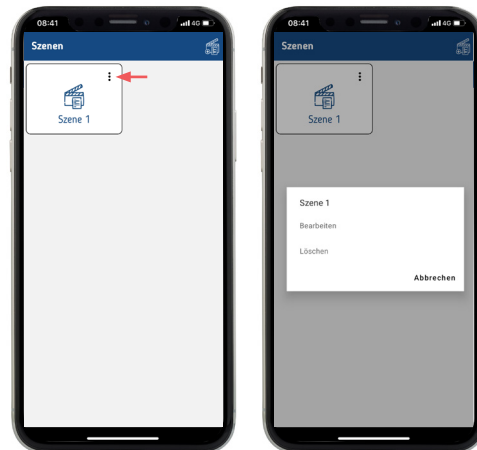 08:41
4G
Szenen
Szene 1
08:41
4G
Szenen
Szene 1
Szene 1
Bearbeiten
Löschen
Abbrechen